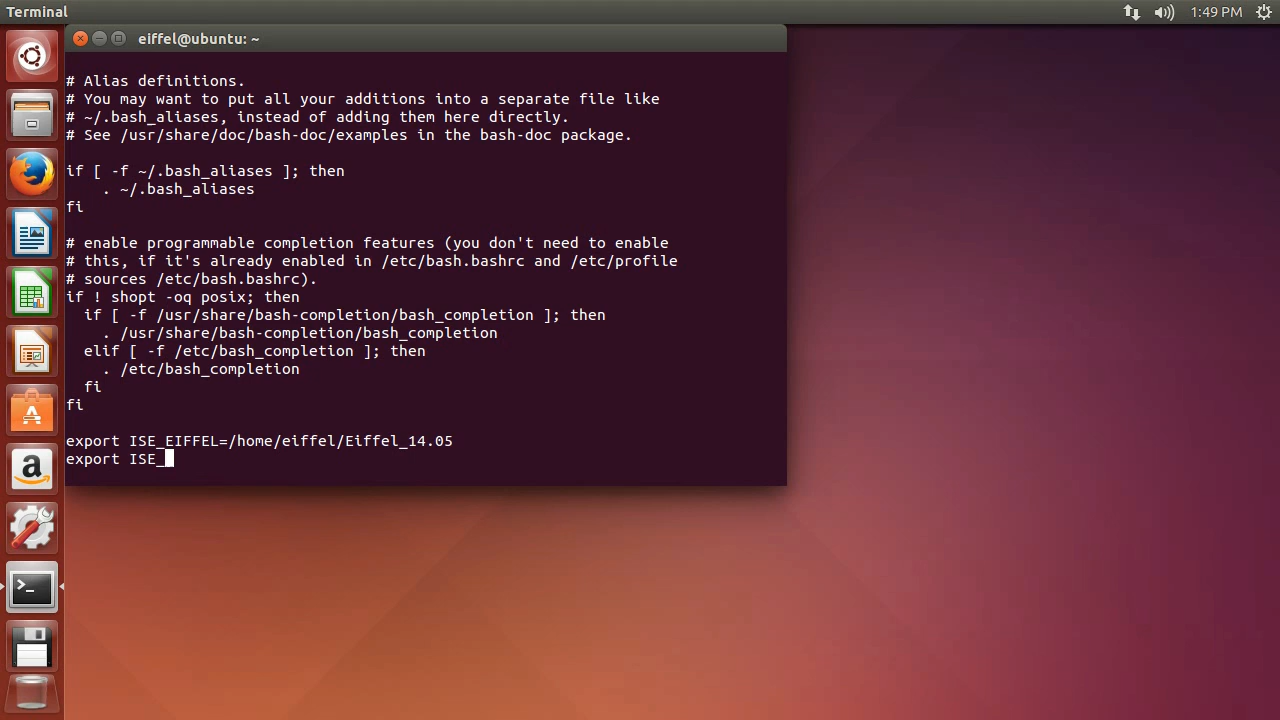 Terminal
1:49 PM
eiffel@ubuntu: ~
# Alias definitions.
# You may want to put all your additions into a separate file like
# ~/.bash_aliases, instead of adding them here directly.
# See /usr/share/doc/bash-doc/examples in the bash-doc package.
if [ -f ~/.bash_aliases ]; then
    . ~/.bash_aliases
fi
# enable programmable completion features (you don't need to enable
# this, if it's already enabled in /etc/bash.bashrc and /etc/profile
# sources /etc/bash.bashrc).
if ! shopt -oq posix; then
  if [ -f /usr/share/bash-completion/bash_completion ]; then
    . /usr/share/bash-completion/bash_completion
  elif [ -f /etc/bash_completion ]; then
    . /etc/bash_completion
  fi
fi
export ISE_EIFFEL=/home/eiffel/Eiffel_14.05
export ISE_